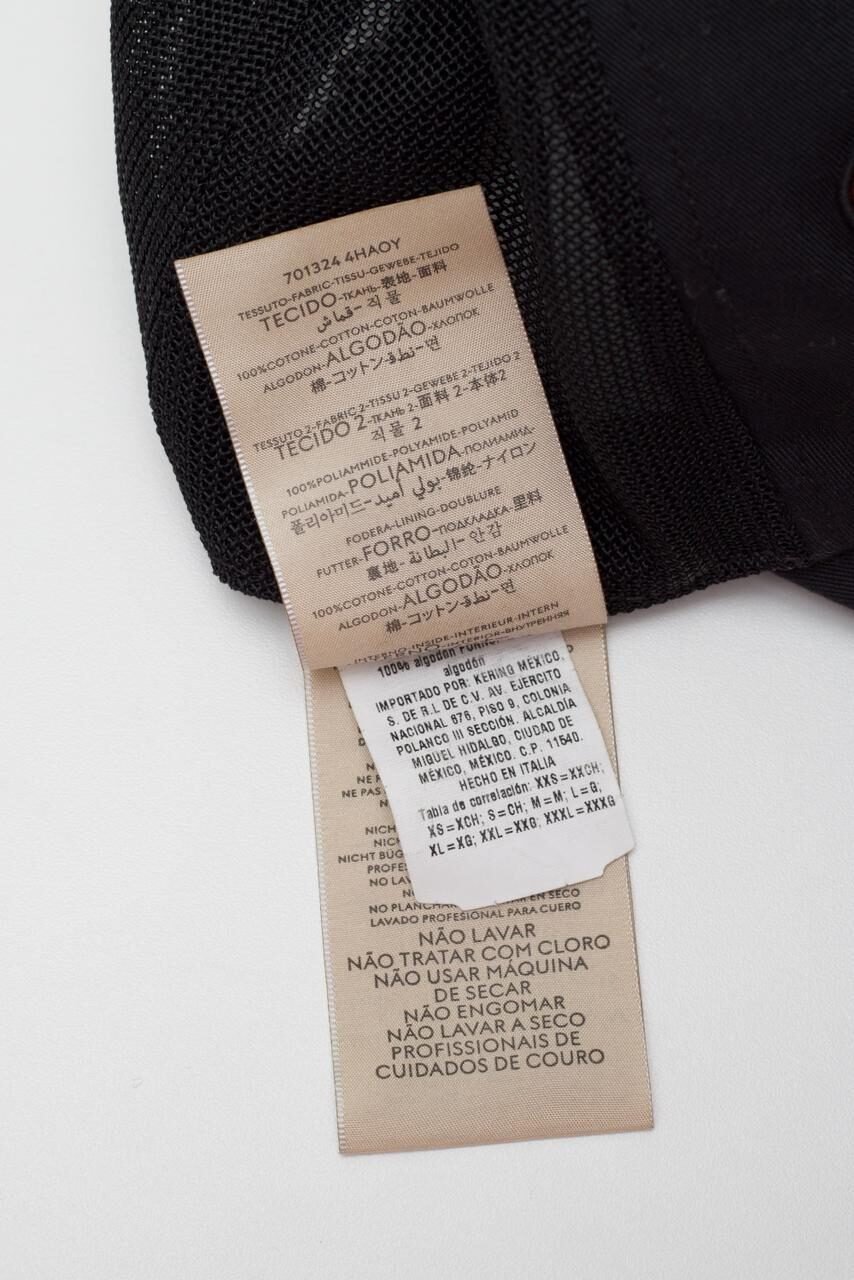 701324 4HAOY
TESSUTO-FABRIC-TISSU-GEWEBE-TEJIDO
TECIDO-ТКАНЬ-表地-面料
قماش-직물
100%COTONE-COTTON-COTON-BAUMWOLLE
ALGODON-ALGODÃO-ХЛОПОК
棉-コットン-قطن-면
TESSUTO 2-FABRIC 2-TISSU 2-GEWEBE 2-TEJIDO 2
TECIDO 2-ТКАНЬ 2-面料 2-本体2
직물 2
100%POLIAMMIDE-POLYAMIDE-POLYAMID
POLIAMIDA-POLIAMIDA-ПОЛИАМИД-
폴리아미드-بولي أميد-锦纶-ナイロン
FODERA-LINING-DOUBLURE
FUTTER-FORRO-ПОДКЛАДКА-里料
裏地-البطانة-안감
100%COTONE-COTTON-COTON-BAUMWOLLE
ALGODON-ALGODÃO-ХЛОПОК
棉-コットン-قطن-면
INTERNO-INSIDE-INTERIEUR-INTERN
INTERIOR-ВНУТРЕННЯЯ
100% algodón
algodón
IMPORTADO POR: KERING MÉXICO,
S. DE R.L DE C.V. AV. EJERCITO
NACIONAL 676, PISO 9, COLONIA
POLANCO III SECCIÓN. ALCALDÍA
MIGUEL HIDALGO, CIUDAD DE
MÉXICO, MÉXICO. C.P. 11540.
HECHO EN ITALIA
Tabla de correlación: XXS=XXCH;
XS=XCH; S=CH; M=M; L=G;
XL=XG; XXL=XXG; XXXL=XXXG
NE
NE PAS
NICH
NICH
NICHT BÜG
PROFES
NO LAV
NO PLANCHAR EN SECO
LAVADO PROFESIONAL PARA CUERO
NÃO LAVAR
NÃO TRATAR COM CLORO
NÃO USAR MÁQUINA
DE SECAR
NÃO ENGOMAR
NÃO LAVAR A SECO
PROFISSIONAIS DE
CUIDADOS DE COURO